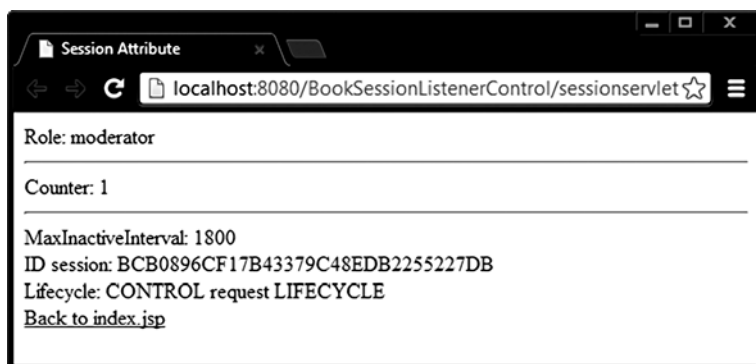 Session Attribute
localhost:8080/BookSessionListenerControl/sessionservlet
Role: moderator
Counter: 1
MaxInactiveInterval: 1800
ID session: BCB0896CF17B43379C48EDB2255227DB
Lifecycle: CONTROL request LIFECYCLE
Back to index.jsp